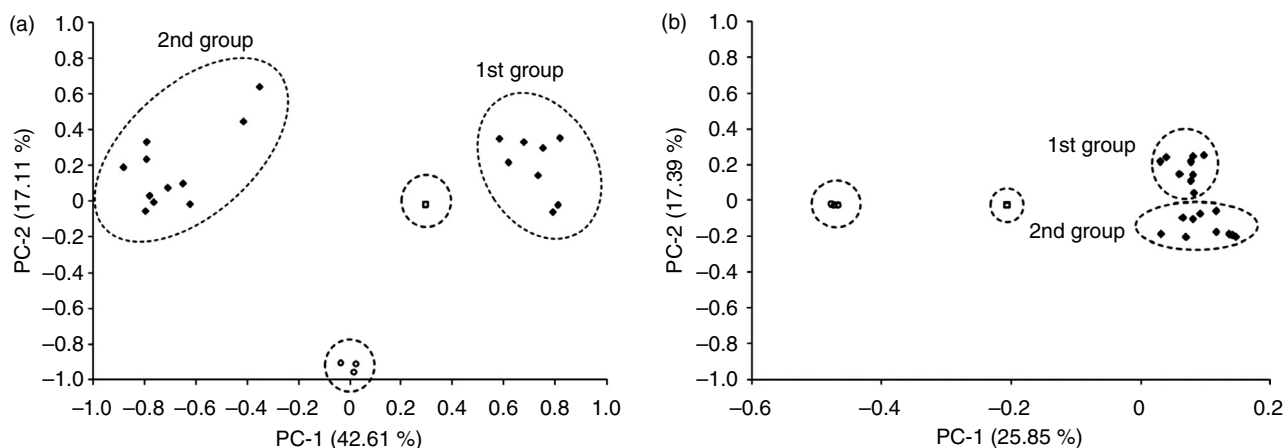 (a)
1.0
0.8
0.6
0.4
0.2
0
–0.2
–0.4
–0.6
–0.8
–1.0
PC-2 (17.11 %)
2nd group
1st group
–1.0 –0.8 –0.6 –0.4 –0.2 0 0.2 0.4 0.6 0.8 1.0
PC-1 (42.61 %)
(b)
1.0
0.8
0.6
0.4
0.2
0
–0.2
–0.4
–0.6
–0.8
–1.0
PC-2 (17.39 %)
1st group
2nd group
–0.6 –0.4 –0.2 0 0.2
PC-1 (25.85 %)